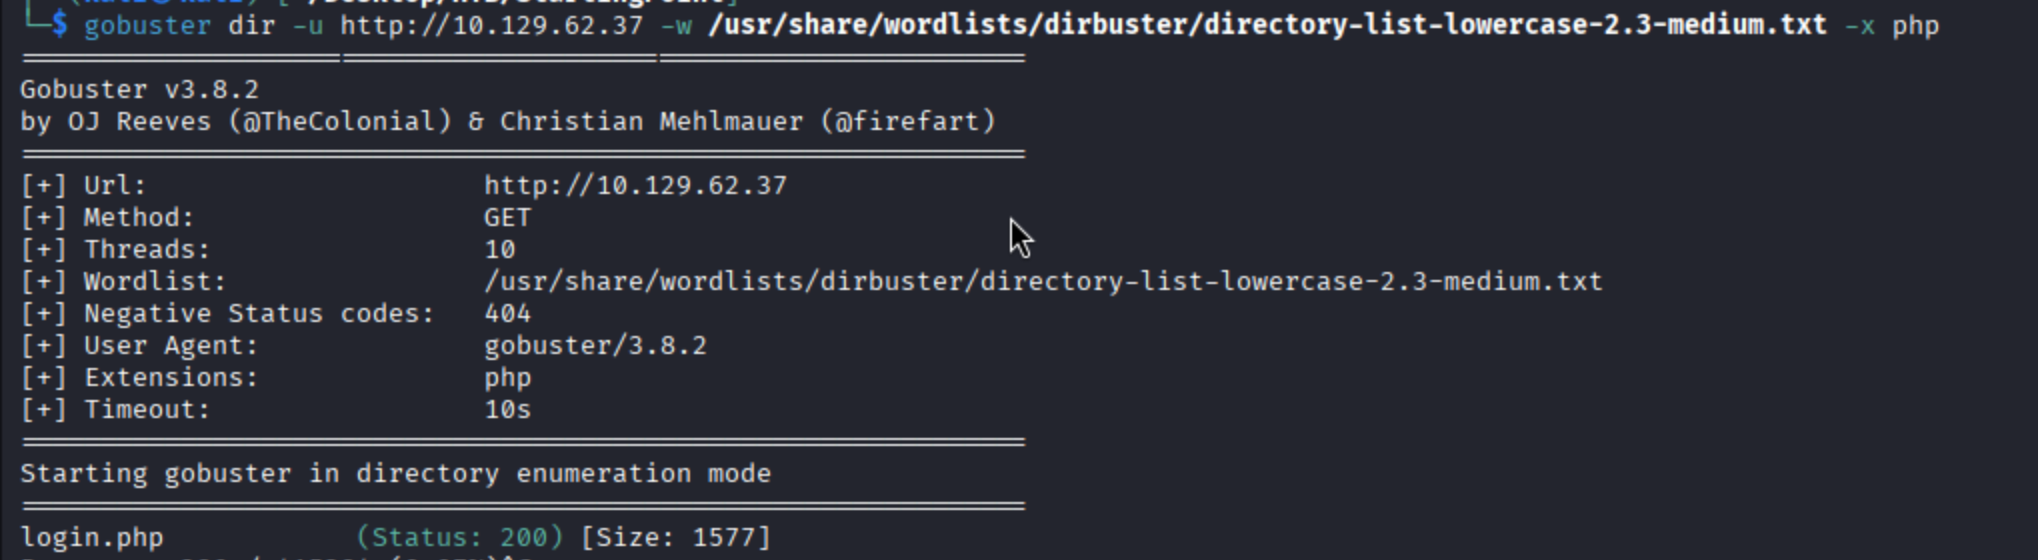 └─$ gobuster dir -u http://10.129.62.37 -w /usr/share/wordlists/dirbuster/directory-list-lowercase-2.3-medium.txt -x php
===============================================================
Gobuster v3.8.2
by OJ Reeves (@TheColonial) & Christian Mehlmauer (@firefart)
===============================================================
[+] Url:                     http://10.129.62.37
[+] Method:                  GET
[+] Threads:                 10
[+] Wordlist:                /usr/share/wordlists/dirbuster/directory-list-lowercase-2.3-medium.txt
[+] Negative Status codes:   404
[+] User Agent:              gobuster/3.8.2
[+] Extensions:              php
[+] Timeout:                 10s
===============================================================
Starting gobuster in directory enumeration mode
===============================================================
login.php            (Status: 200) [Size: 1577]